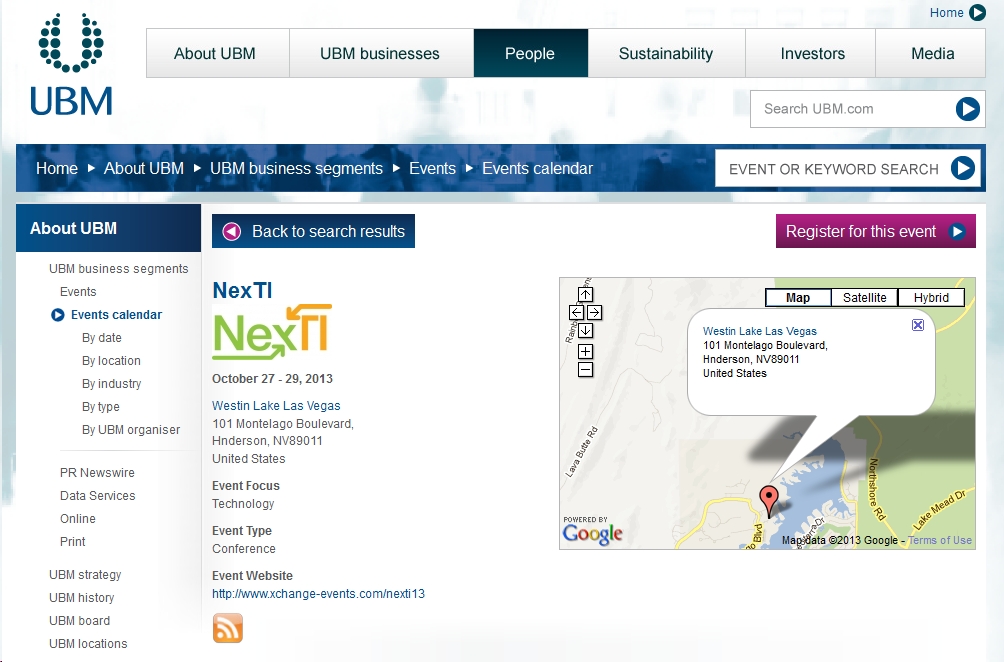 Home
UBM
About UBM
UBM businesses
People
Sustainability
Investors
Media
Search UBM.com
Home About UBM UBM business segments Events Events calendar
EVENT OR KEYWORD SEARCH
About UBM
UBM business segments
Events
Events calendar
By date
By location
By industry
By type
By UBM organiser
PR Newswire
Data Services
Online
Print
UBM strategy
UBM history
UBM board
UBM locations
Back to search results
Register for this event
NexTI
NexTI
October 27 - 29, 2013
Westin Lake Las Vegas
101 Montelago Boulevard,
Hnderson, NV89011
United States
Event Focus
Technology
Event Type
Conference
Event Website
http://www.xchange-events.com/nexti13
Map
Satellite
Hybrid
Westin Lake Las Vegas
101 Montelago Boulevard,
Hnderson, NV89011
United States
Lava Butte Rd
Northshore Rd
Lake Mead Dr
POWERED BY
Google
Map data ©2013 Google - Terms of Use